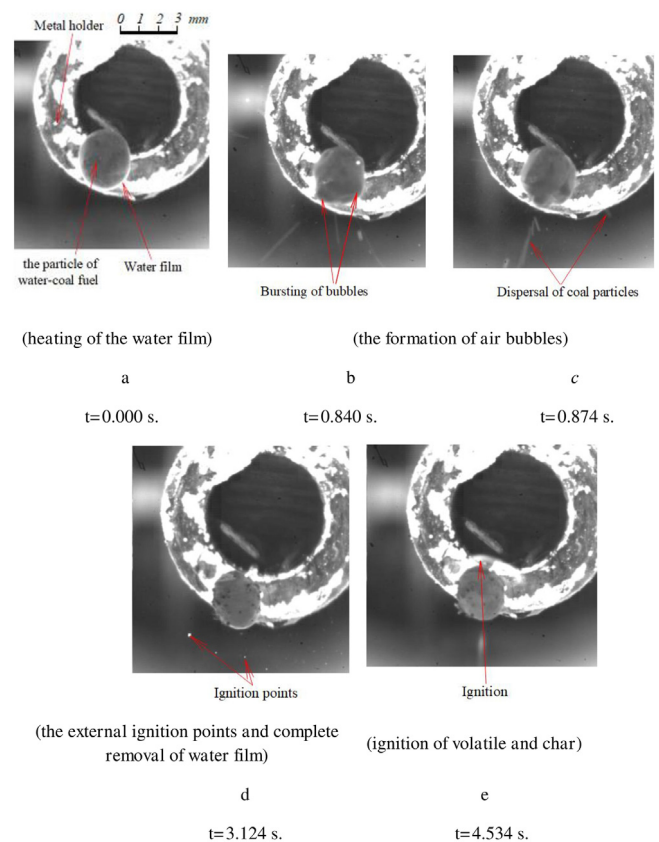 Metal holder
0 1 2 3 mm
the particle of
water-coal fuel
Water film
Bursting of bubbles
Dispersal of coal particles
(heating of the water film)
(the formation of air bubbles)
a
b
c
t=0.000 s.
t=0.840 s.
t=0.874 s.
Ignition points
Ignition
(the external ignition points and complete
removal of water film)
(ignition of volatile and char)
d
e
t=3.124 s.
t=4.534 s.